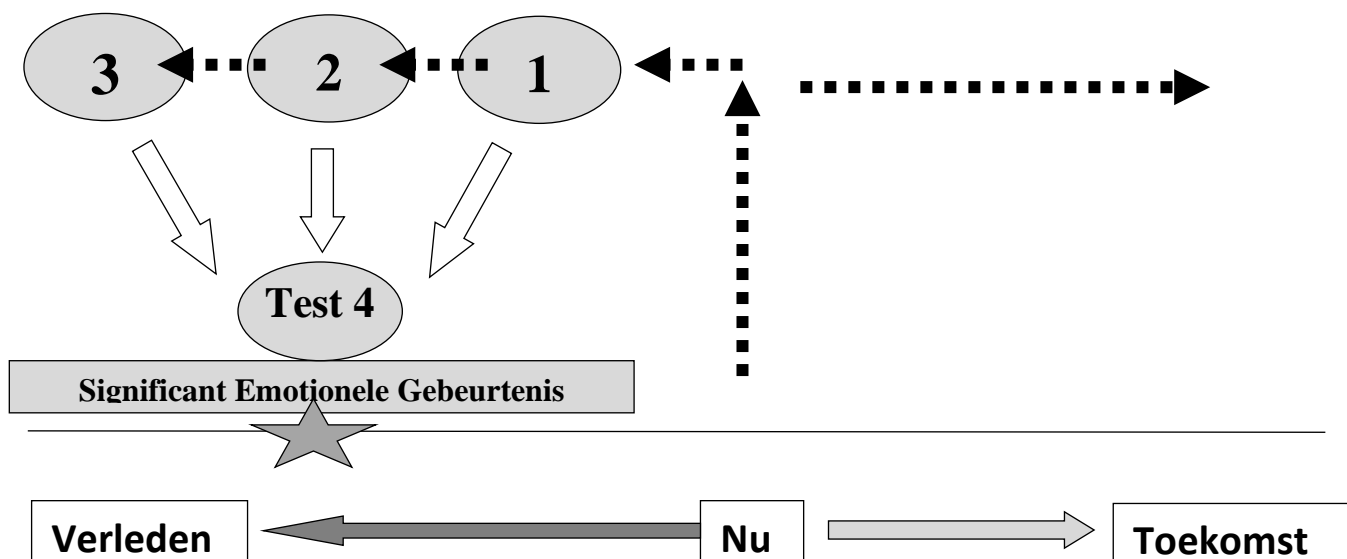 3
2
1
Test 4
Significant Emotionele Gebeurtenis
Verleden
Nu
Toekomst